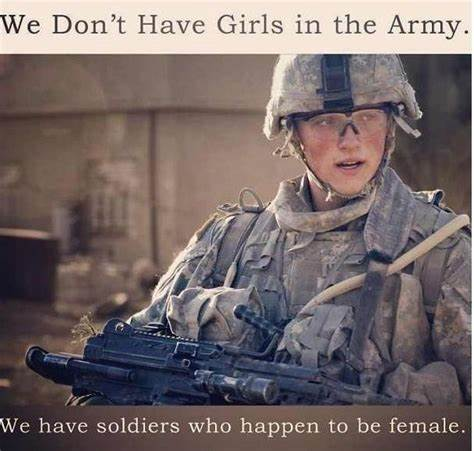 We Don't Have Girls in the Army.
We have soldiers who happen to be female.